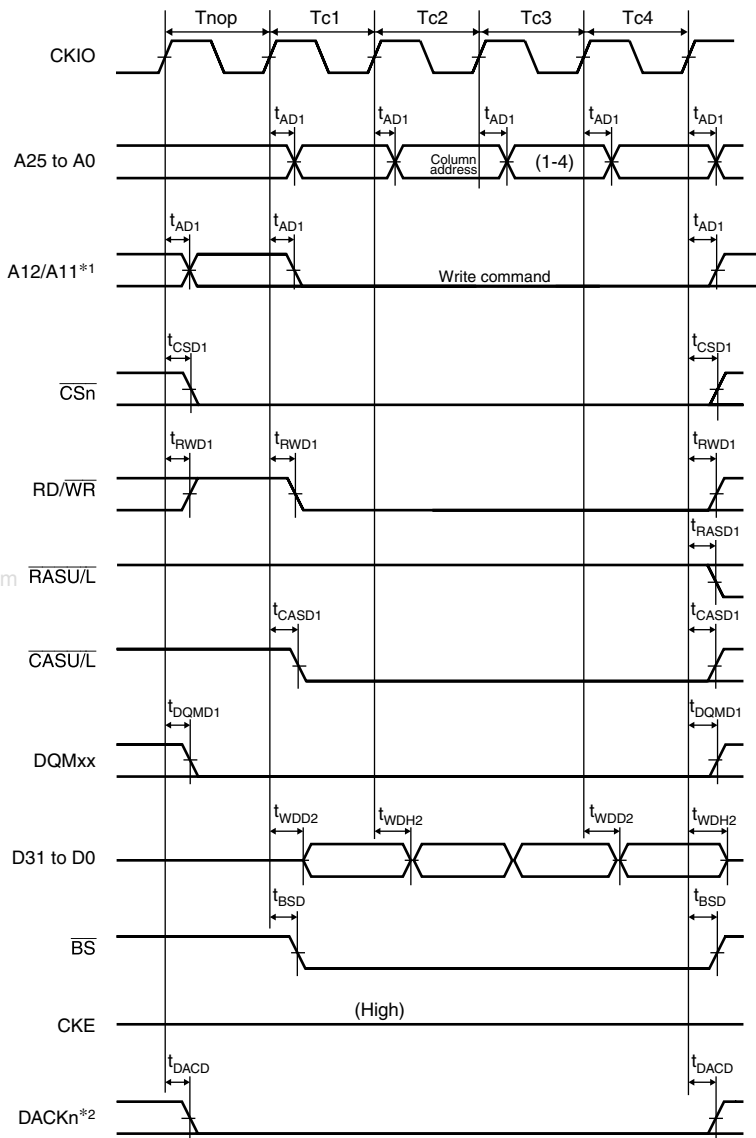 Tnop Tc1 Tc2 Tc3 Tc4
CKIO
tAD1 tAD1 tAD1 tAD1 tAD1
A25 to A0
Column address
(1-4)
tAD1 tAD1 tAD1
A12/A11*1
Write command
tCSD1 tCSD1
CSn
tRWD1 tRWD1 tRWD1
RD/WR
tRASD1
m
RASU/L
tCASD1 tCASD1
CASU/L
tDQMD1 tDQMD1
DQMxx
tWDD2 tWDH2 tWDD2 tWDH2
D31 to D0
tBSD tBSD
BS
(High)
CKE
tDACD tDACD
DACKn*2